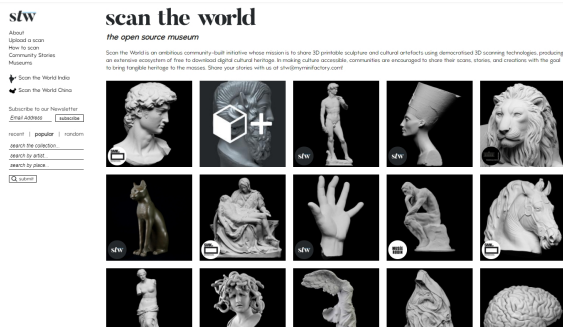 stw
About
Upload a scan
How to scan
Community Stories
Museums
Scan the World India
Scan the World China
Subscribe to our Newsletter
Email Address subscribe
recent | popular | random
search the collection...
search by artist...
search by place...
submit
scan the world
the open source museum
Scan the World is an ambitious community-built initiative whose mission is to share 3D printable sculpture and cultural artefacts using democratised 3D scanning technologies, producing
an extensive ecosystem of free to download digital cultural heritage. In making culture accessible, communities are encouraged to share their scans, stories, and creations with the goal
to bring tangible heritage to the masses. Share your stories with us at stw@myminifactory.com!
stw
stw
stw
stw